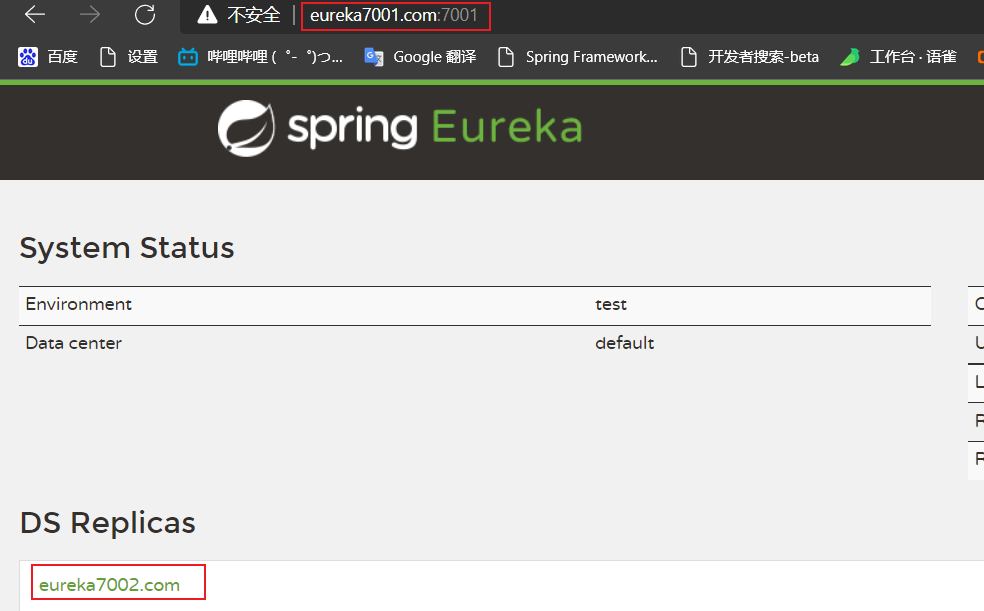 不安全 eureka7001.com:7001
百度 设置 哔哩哔哩 ( ゜- ゜)つ... Google 翻译 Spring Framework... 开发者搜索-beta 工作台 · 语雀
spring Eureka
System Status
Environment test
Data center default
DS Replicas
eureka7002.com